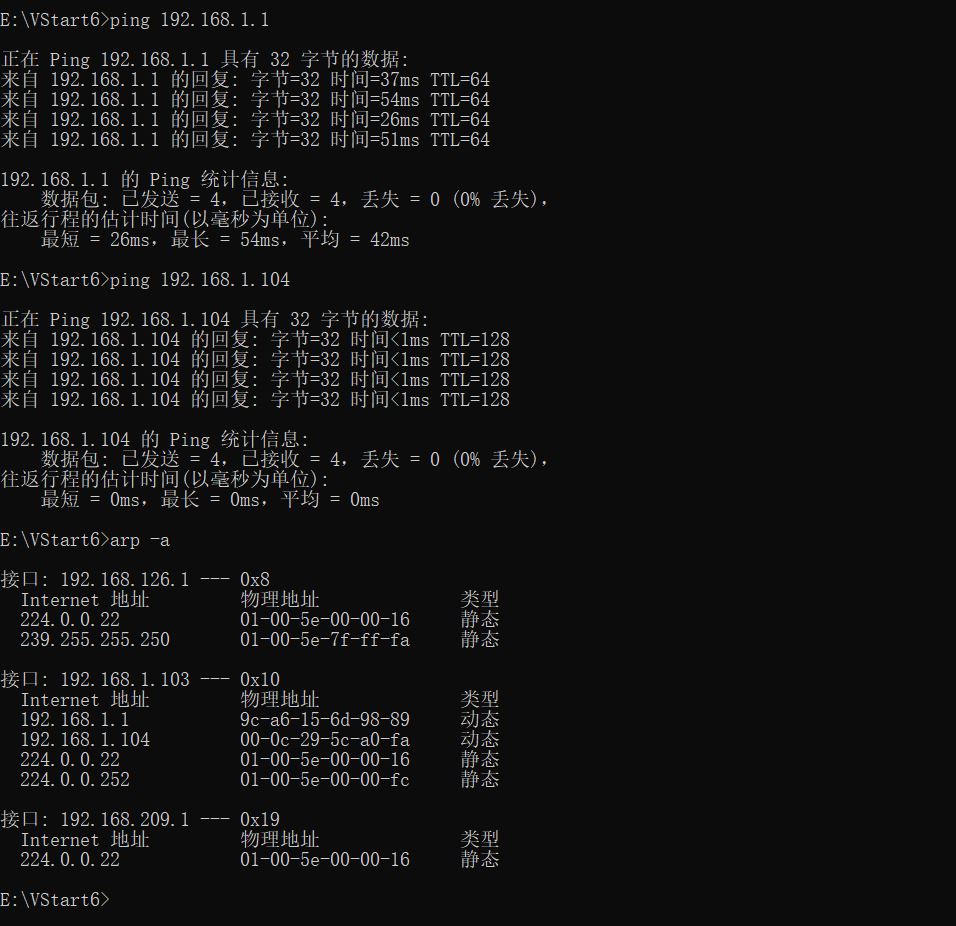 E:\VStart6>ping 192.168.1.1
正在 Ping 192.168.1.1 具有 32 字节的数据:
来自 192.168.1.1 的回复: 字节=32 时间=37ms TTL=64
来自 192.168.1.1 的回复: 字节=32 时间=54ms TTL=64
来自 192.168.1.1 的回复: 字节=32 时间=26ms TTL=64
来自 192.168.1.1 的回复: 字节=32 时间=51ms TTL=64
192.168.1.1 的 Ping 统计信息:
数据包: 已发送 = 4，已接收 = 4，丢失 = 0 (0% 丢失)，
往返行程的估计时间(以毫秒为单位):
最短 = 26ms，最长 = 54ms，平均 = 42ms
E:\VStart6>ping 192.168.1.104
正在 Ping 192.168.1.104 具有 32 字节的数据:
来自 192.168.1.104 的回复: 字节=32 时间<1ms TTL=128
来自 192.168.1.104 的回复: 字节=32 时间<1ms TTL=128
来自 192.168.1.104 的回复: 字节=32 时间<1ms TTL=128
来自 192.168.1.104 的回复: 字节=32 时间<1ms TTL=128
192.168.1.104 的 Ping 统计信息:
数据包: 已发送 = 4，已接收 = 4，丢失 = 0 (0% 丢失)，
往返行程的估计时间(以毫秒为单位):
最短 = 0ms，最长 = 0ms，平均 = 0ms
E:\VStart6>arp -a
接口: 192.168.126.1 --- 0x8
Internet 地址 物理地址 类型
224.0.0.22 01-00-5e-00-00-16 静态
239.255.255.250 01-00-5e-7f-ff-fa 静态
接口: 192.168.1.103 --- 0x10
Internet 地址 物理地址 类型
192.168.1.1 9c-a6-15-6d-98-89 动态
192.168.1.104 00-0c-29-5c-a0-fa 动态
224.0.0.22 01-00-5e-00-00-16 静态
224.0.0.252 01-00-5e-00-00-fc 静态
接口: 192.168.209.1 --- 0x19
Internet 地址 物理地址 类型
224.0.0.22 01-00-5e-00-00-16 静态
E:\VStart6>